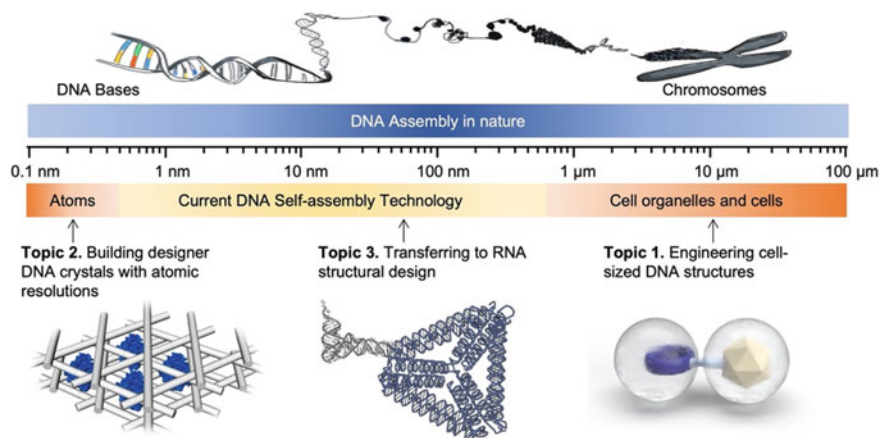 DNA Bases
Chromosomes
DNA Assembly in nature
0.1 nm 1 nm 10 nm 100 nm 1 µm 10 µm 100 µm
Atoms Current DNA Self-assembly Technology Cell organelles and cells
Topic 2. Building designer
DNA crystals with atomic
resolutions
Topic 3. Transferring to RNA
structural design
Topic 1. Engineering cell-
sized DNA structures